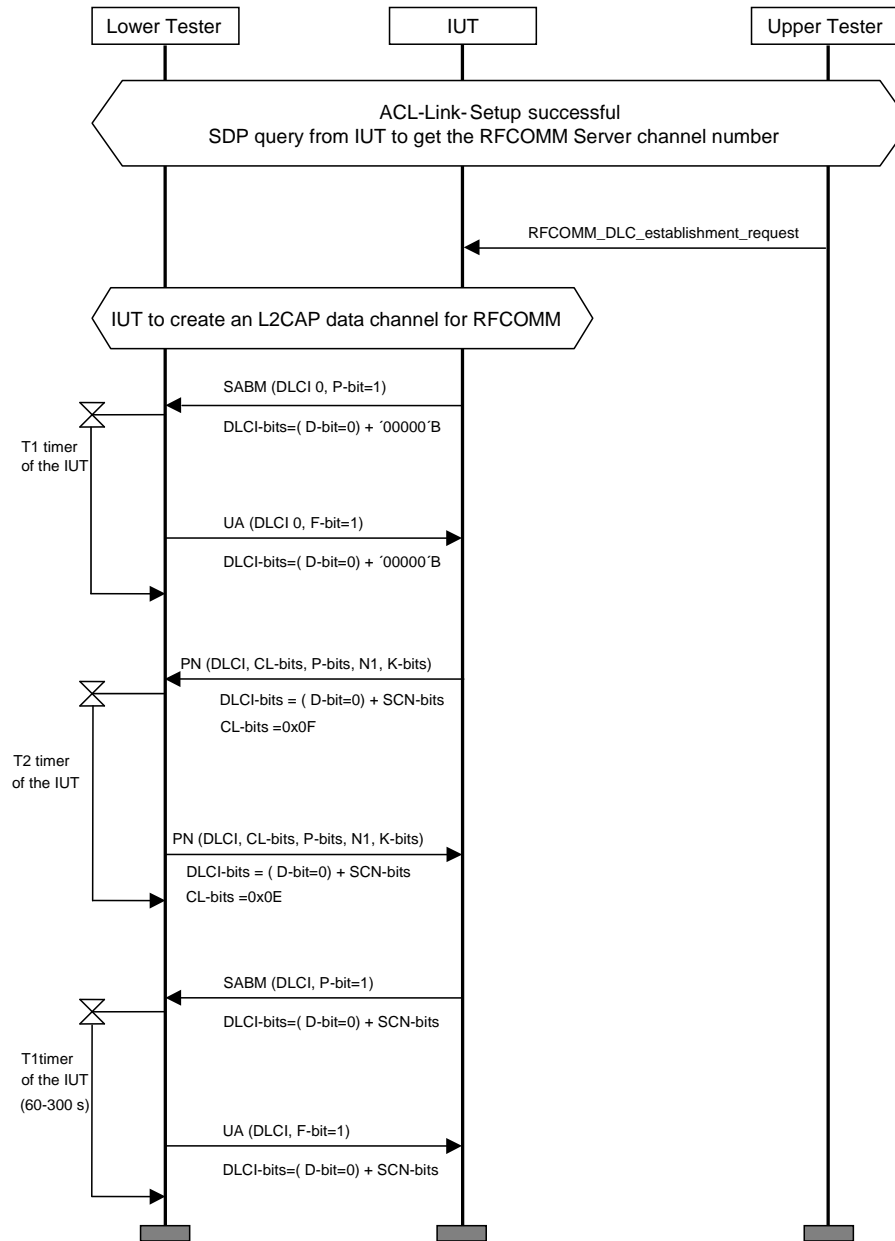 Lower Tester
IUT
Upper Tester
ACL-Link-Setup successful
SDP query from IUT to get the RFCOMM Server channel number
RFCOMM_DLC_establishment_request
IUT to create an L2CAP data channel for RFCOMM
SABM (DLCI 0, P-bit=1)
DLCI-bits=( D-bit=0) + ´00000´B
T1 timer
of the IUT
UA (DLCI 0, F-bit=1)
DLCI-bits=( D-bit=0) + ´00000´B
PN (DLCI, CL-bits, P-bits, N1, K-bits)
DLCI-bits = ( D-bit=0) + SCN-bits
CL-bits =0x0F
T2 timer
of the IUT
PN (DLCI, CL-bits, P-bits, N1, K-bits)
DLCI-bits = ( D-bit=0) + SCN-bits
CL-bits =0x0E
SABM (DLCI, P-bit=1)
DLCI-bits=( D-bit=0) + SCN-bits
T1timer
of the IUT
(60-300 s)
UA (DLCI, F-bit=1)
DLCI-bits=( D-bit=0) + SCN-bits